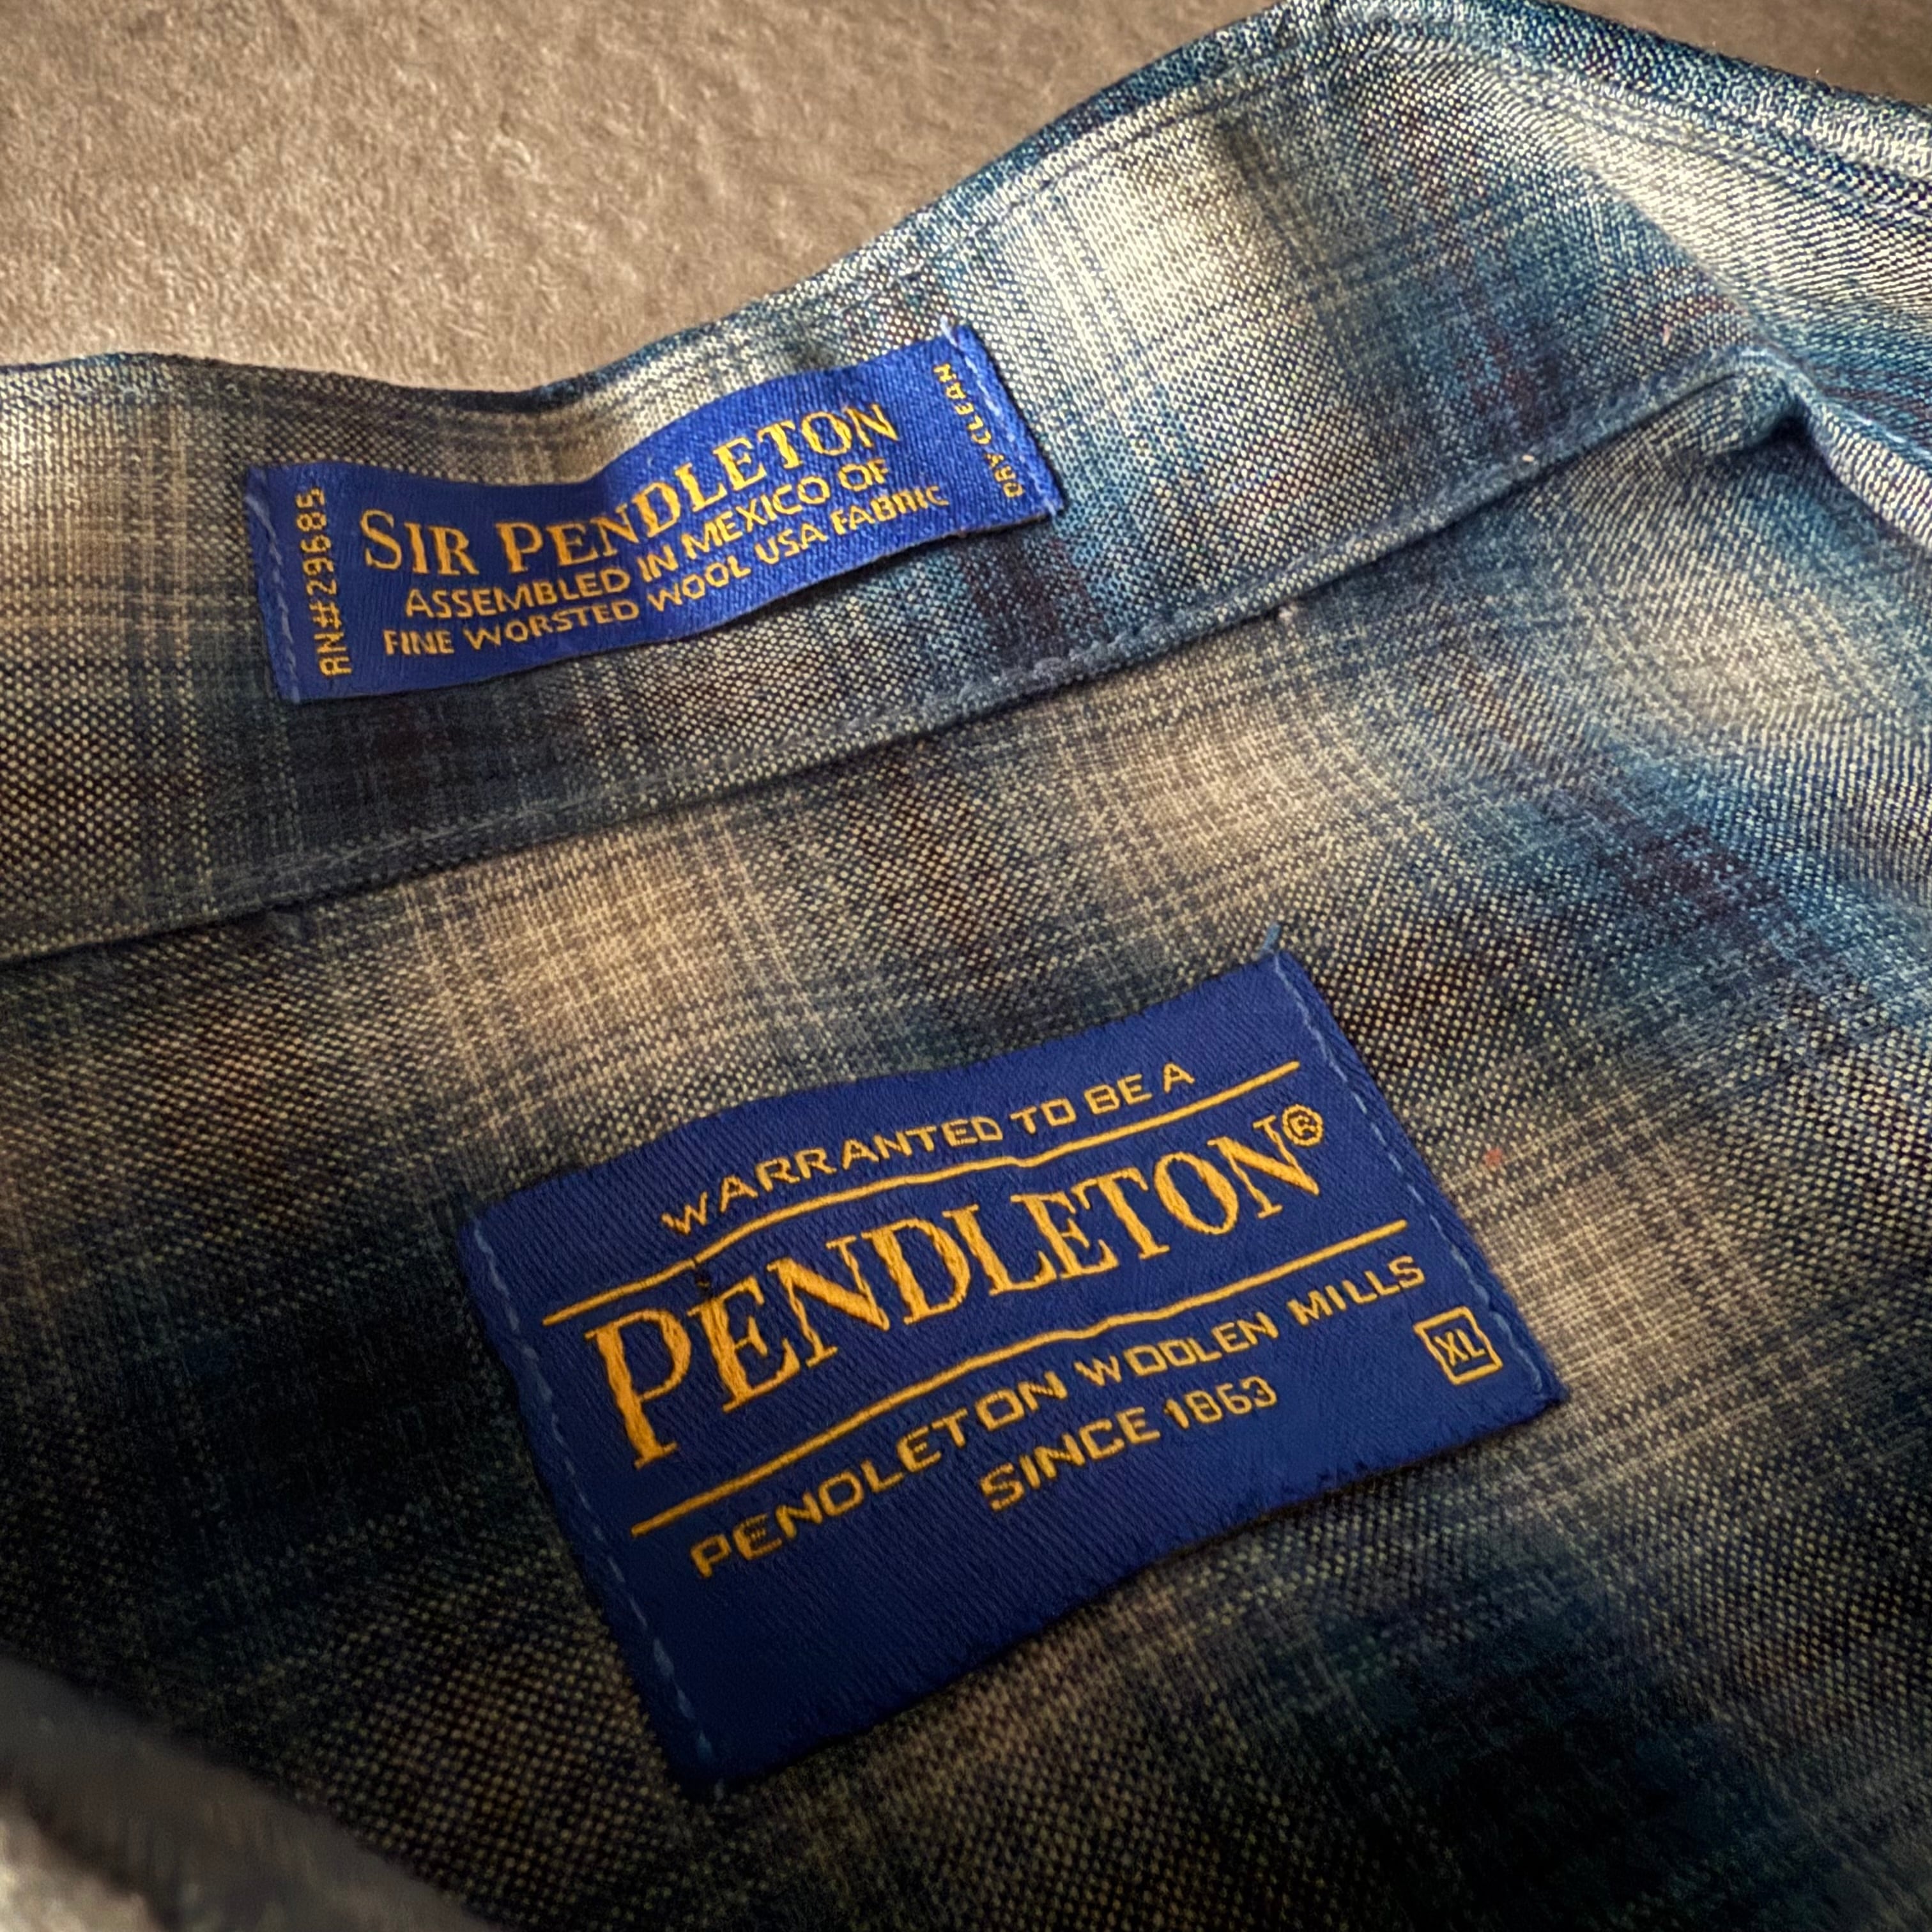 RN#29685
SIR PENDLETON
ASSEMBLED IN MEXICO OF
FINE WORSTED WOOL USA FABRIC
DRY CLEAN
WARRANTED TO BE A
PENDLETON®
PENDLETON WOOLEN MILLS
SINCE 1863
XL